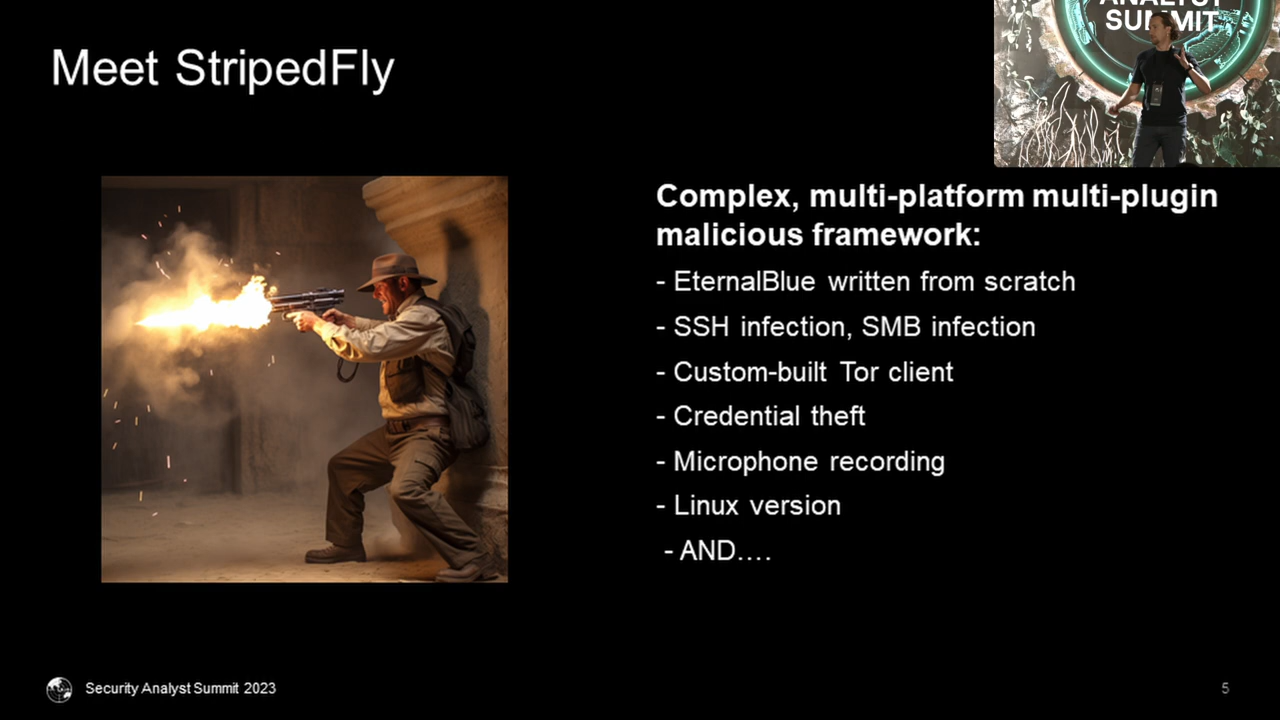 Meet StripedFly
ANALYST
SUMMIT
Complex, multi-platform multi-plugin
malicious framework:
- EternalBlue written from scratch
- SSH infection, SMB infection
- Custom-built Tor client
- Credential theft
- Microphone recording
- Linux version
- AND....
Security Analyst Summit 2023
5